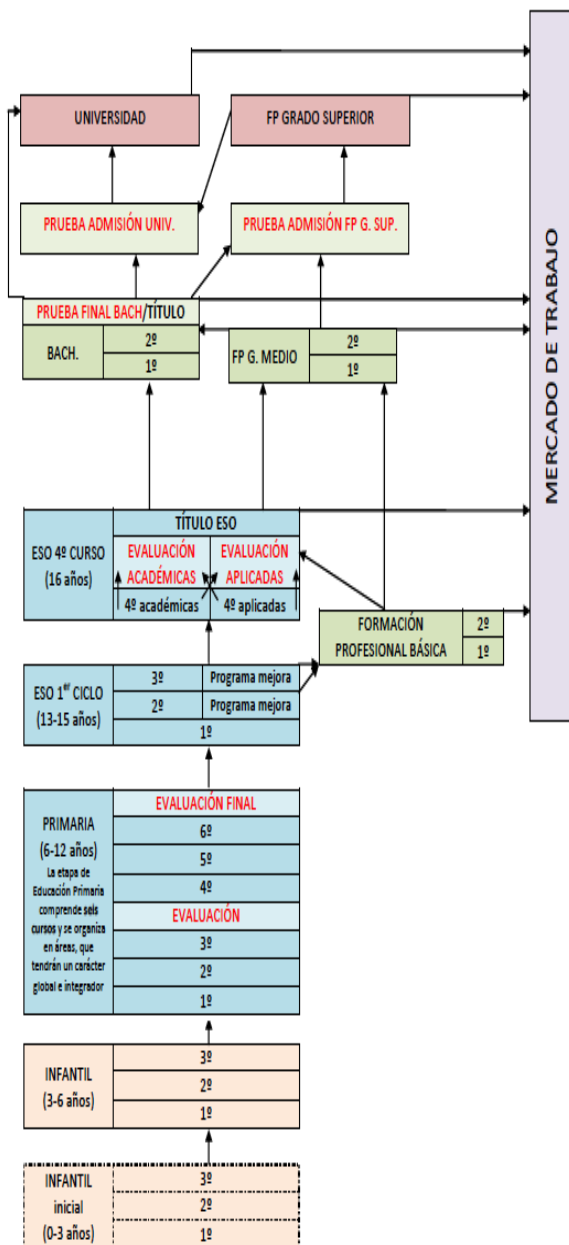 UNIVERSIDAD
FP GRADO SUPERIOR
PRUEBA ADMISIÓN UNIV.
PRUEBA ADMISIÓN FP G. SUP.
MERCADO DE TRABAJO
PRUEBA FINAL BACH/TÍTULO
BACH.
2º
1º
FP G. MEDIO
2º
1º
ESO 4º CURSO
(16 años)
TÍTULO ESO
EVALUACIÓN
ACADÉMICAS
EVALUACIÓN
APLICADAS
4º académicas
4º aplicadas
FORMACIÓN
PROFESIONAL BÁSICA
2º
1º
ESO 1er CICLO
(13-15 años)
3º
Programa mejora
2º
Programa mejora
1º
PRIMARIA
(6-12 años)
La etapa de
Educación Primaria
comprende seis
cursos y se organiza
en áreas, que
tendrán un carácter
global e integrador
EVALUACIÓN FINAL
6º
5º
4º
EVALUACIÓN
3º
2º
1º
INFANTIL
(3-6 años)
3º
2º
1º
INFANTIL
inicial
(0-3 años)
3º
2º
1º